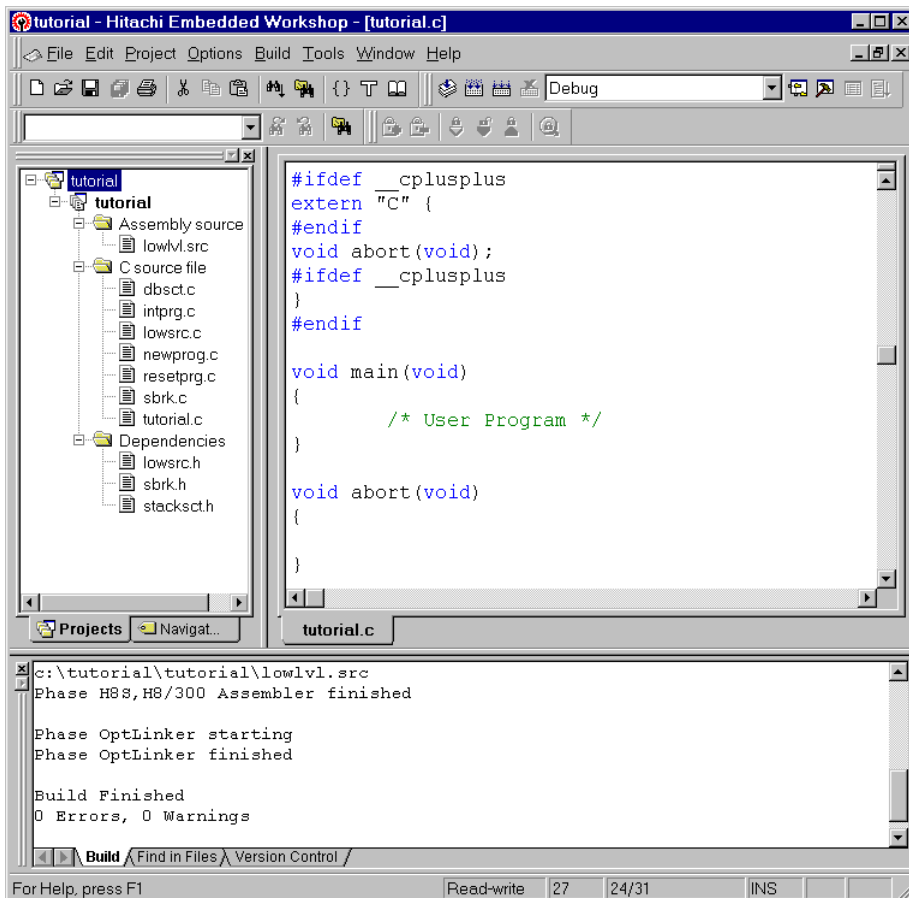 tutorial - Hitachi Embedded Workshop - [tutorial.c]
File Edit Project Options Build Tools Window Help
Debug
tutorial
tutorial
Assembly source
lowlvl.src
C source file
dbsct.c
intprg.c
lowsrc.c
newprog.c
resetprg.c
sbrk.c
tutorial.c
Dependencies
lowsrc.h
sbrk.h
stacksct.h
Projects Navigat...
#ifdef __cplusplus
extern "C" {
#endif
void abort(void);
#ifdef __cplusplus
}
#endif
void main(void)
{
/* User Program */
}
void abort(void)
{
}
tutorial.c
c:\tutorial\tutorial\lowlvl.src
Phase H8S,H8/300 Assembler finished
Phase OptLinker starting
Phase OptLinker finished
Build Finished
0 Errors, 0 Warnings
Build Find in Files Version Control
For Help, press F1 Read-write 27 24/31 INS